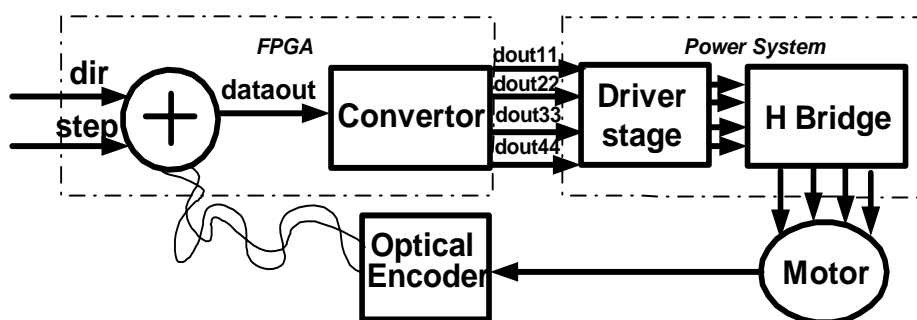 FPGA
Power System
dir
step
dataout
Convertor
dout11
dout22
dout33
dout44
Driver
stage
H Bridge
Optical
Encoder
Motor